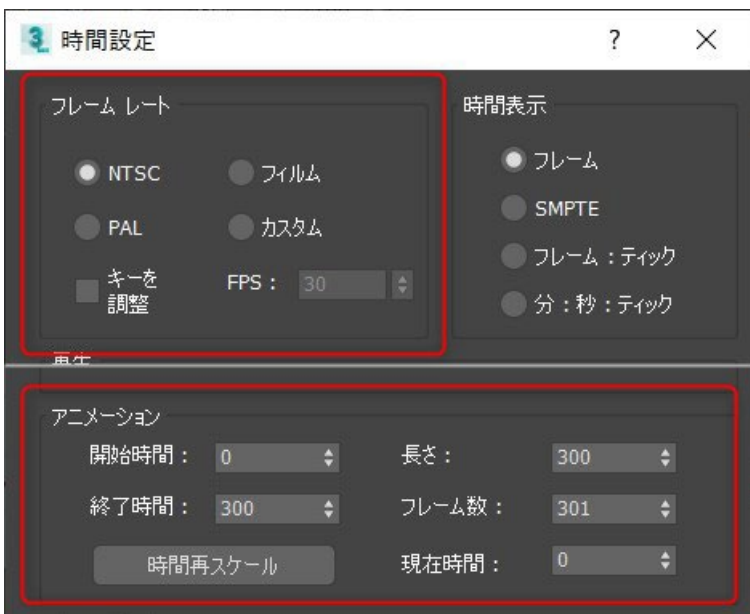 時間設定
フレーム レート
NTSC
フィルム
PAL
カスタム
キーを
調整
FPS：
30
時間表示
フレーム
SMPTE
フレーム：ティック
分：秒：ティック
再生
アニメーション
開始時間： 0
長さ： 300
終了時間： 300
フレーム数： 301
時間再スケール
現在時間： 0